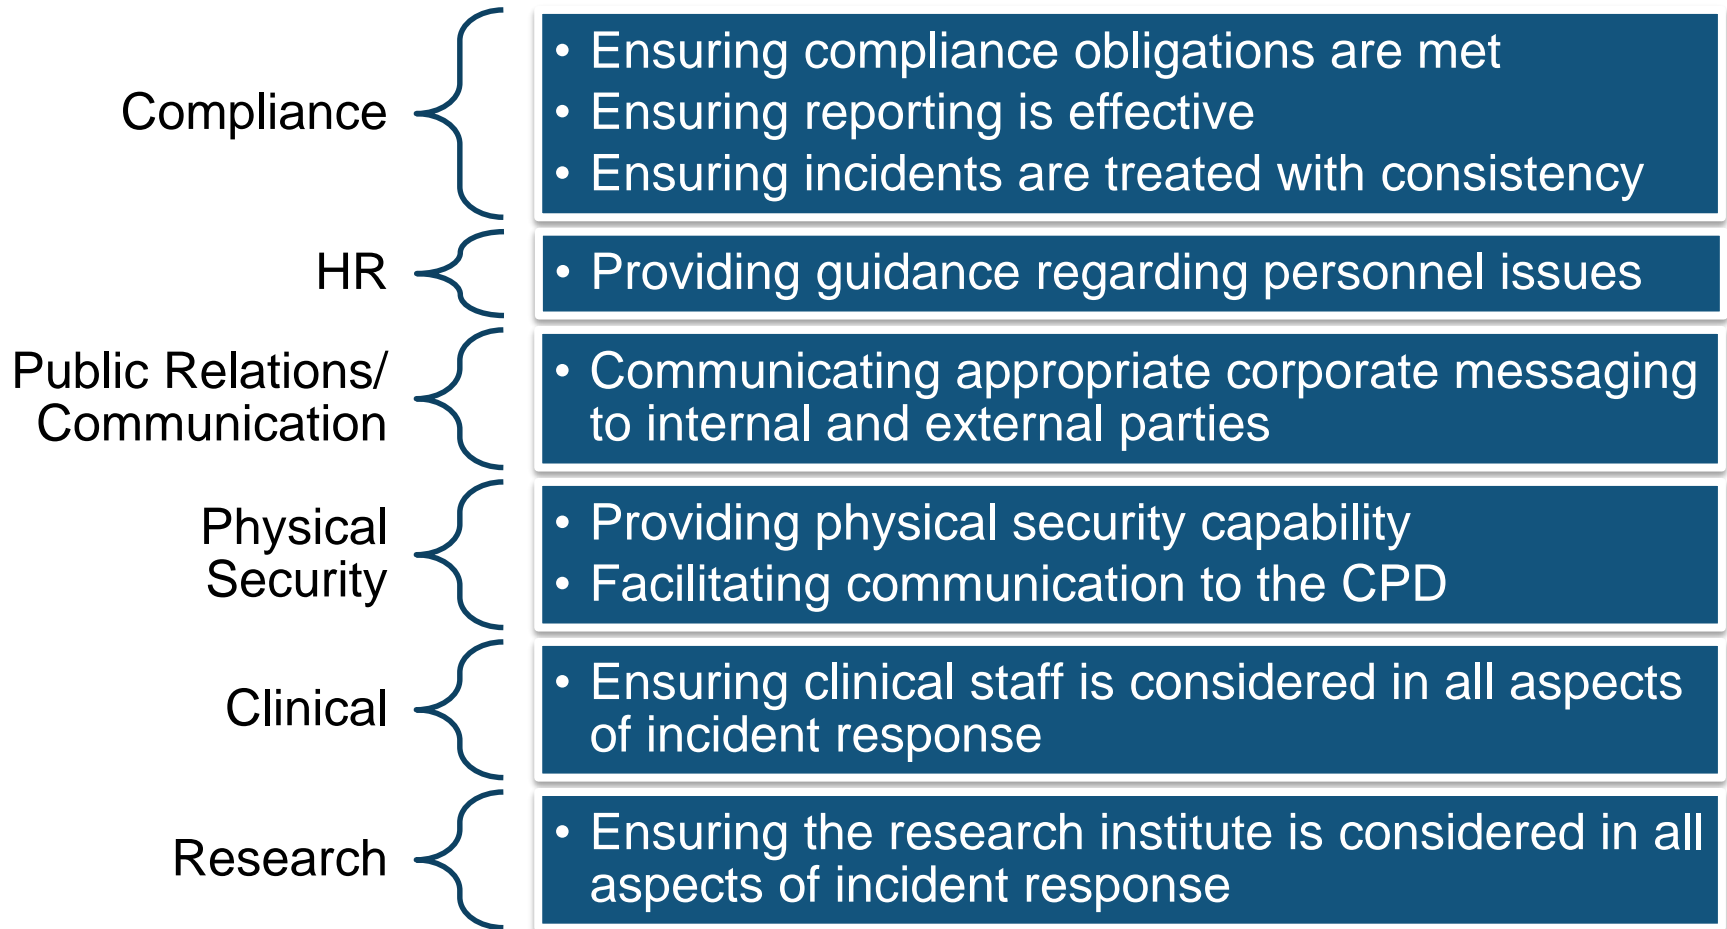 Compliance
• Ensuring compliance obligations are met
• Ensuring reporting is effective
• Ensuring incidents are treated with consistency
HR
• Providing guidance regarding personnel issues
Public Relations/
Communication
• Communicating appropriate corporate messaging
to internal and external parties
Physical
Security
• Providing physical security capability
• Facilitating communication to the CPD
Clinical
• Ensuring clinical staff is considered in all aspects
of incident response
Research
• Ensuring the research institute is considered in all
aspects of incident response